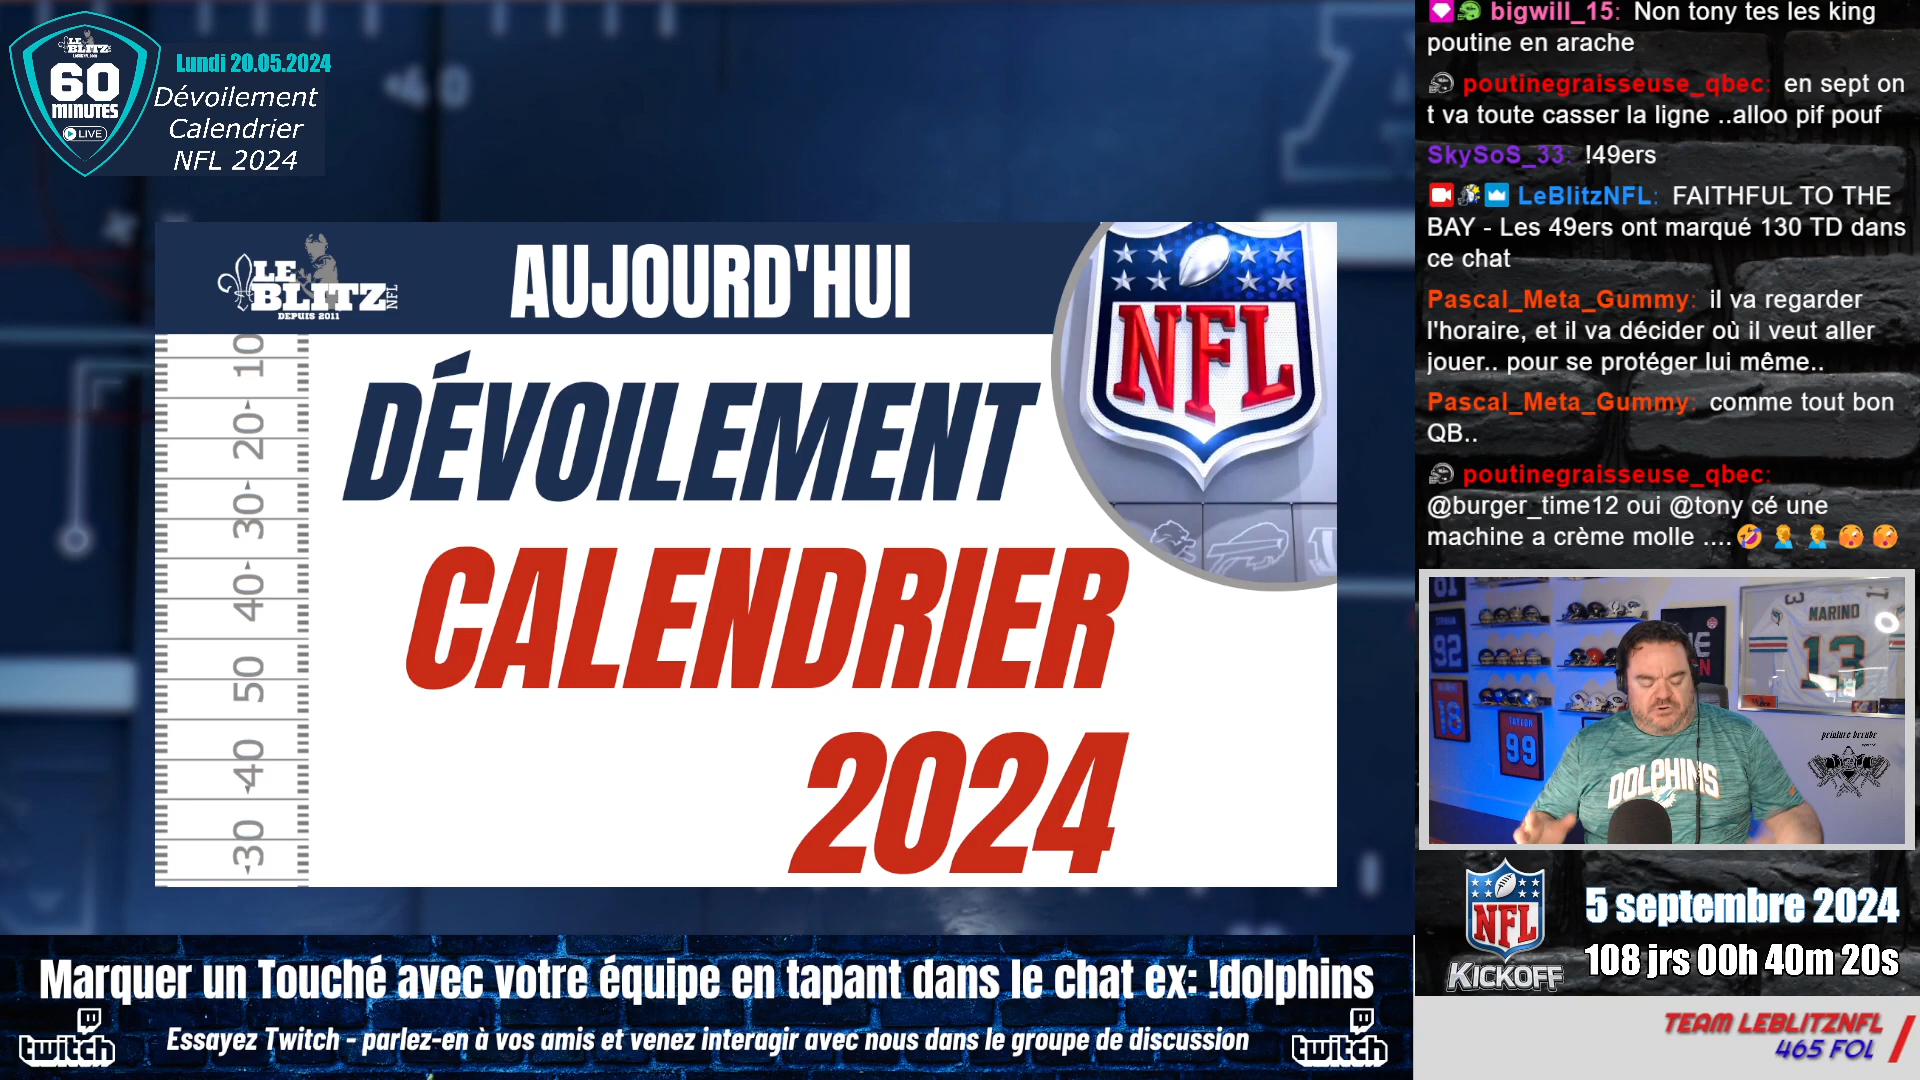 LE
BLITZ
60
MINUTES
LIVE
Lundi 20.05.2024
Dévoilement
Calendrier
NFL 2024
LE
BLITZ NFL
DEPUIS 2011
AUJOURD'HUI
NFL
DÉVOILEMENT
CALENDRIER
2024
10
20
30
40
50
40
30
Marquer un Touché avec votre équipe en tapant dans le chat ex: !dolphins
twitch
Essayez Twitch - parlez-en à vos amis et venez interagir avec nous dans le groupe de discussion
twitch
bigwill_15: Non tony tes les king
poutine en arache
poutinegraisseuse_qbec: en sept on
t va toute casser la ligne ..alloo pif pouf
SkySoS_33: !49ers
LeBlitzNFL: FAITHFUL TO THE
BAY - Les 49ers ont marqué 130 TD dans
ce chat
Pascal_Meta_Gummy: il va regarder
l'horaire, et il va décider où il veut aller
jouer.. pour se protéger lui même..
Pascal_Meta_Gummy: comme tout bon
QB..
poutinegraisseuse_qbec:
@burger_time12 oui @tony cé une
machine a crème molle ....🤣🤦‍♂️🤦‍♂️🥵🥵
81
92
16
TAYLOR
99
MARINO
13
DOLPHINS
NFL
KICKOFF
5 septembre 2024
108 jrs 00h 40m 20s
TEAM LEBLITZNFL
465 FOL